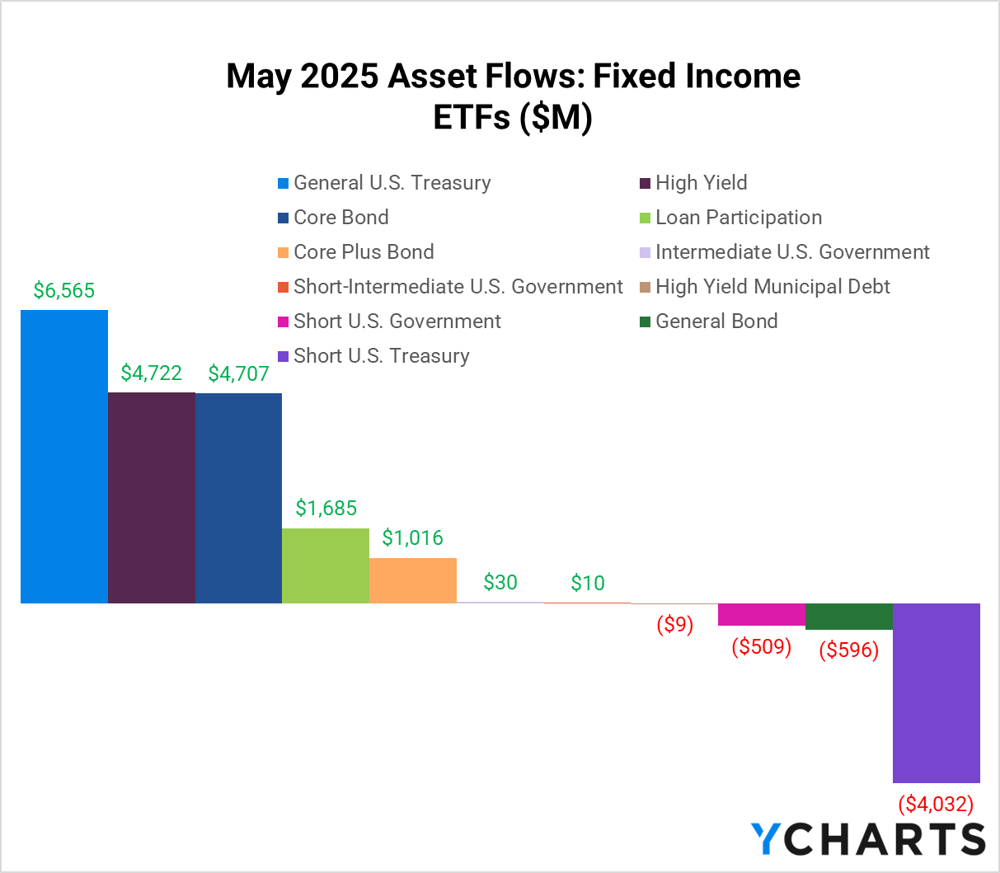 May 2025 Asset Flows: Fixed Income
ETFs ($M)
General U.S. Treasury
High Yield
Core Bond
Loan Participation
Core Plus Bond
Intermediate U.S. Government
Short-Intermediate U.S. Government
High Yield Municipal Debt
Short U.S. Government
General Bond
Short U.S. Treasury
$6,565
$4,722
$4,707
$1,685
$1,016
$30
$10
($9)
($509)
($596)
($4,032)
YCHARTS